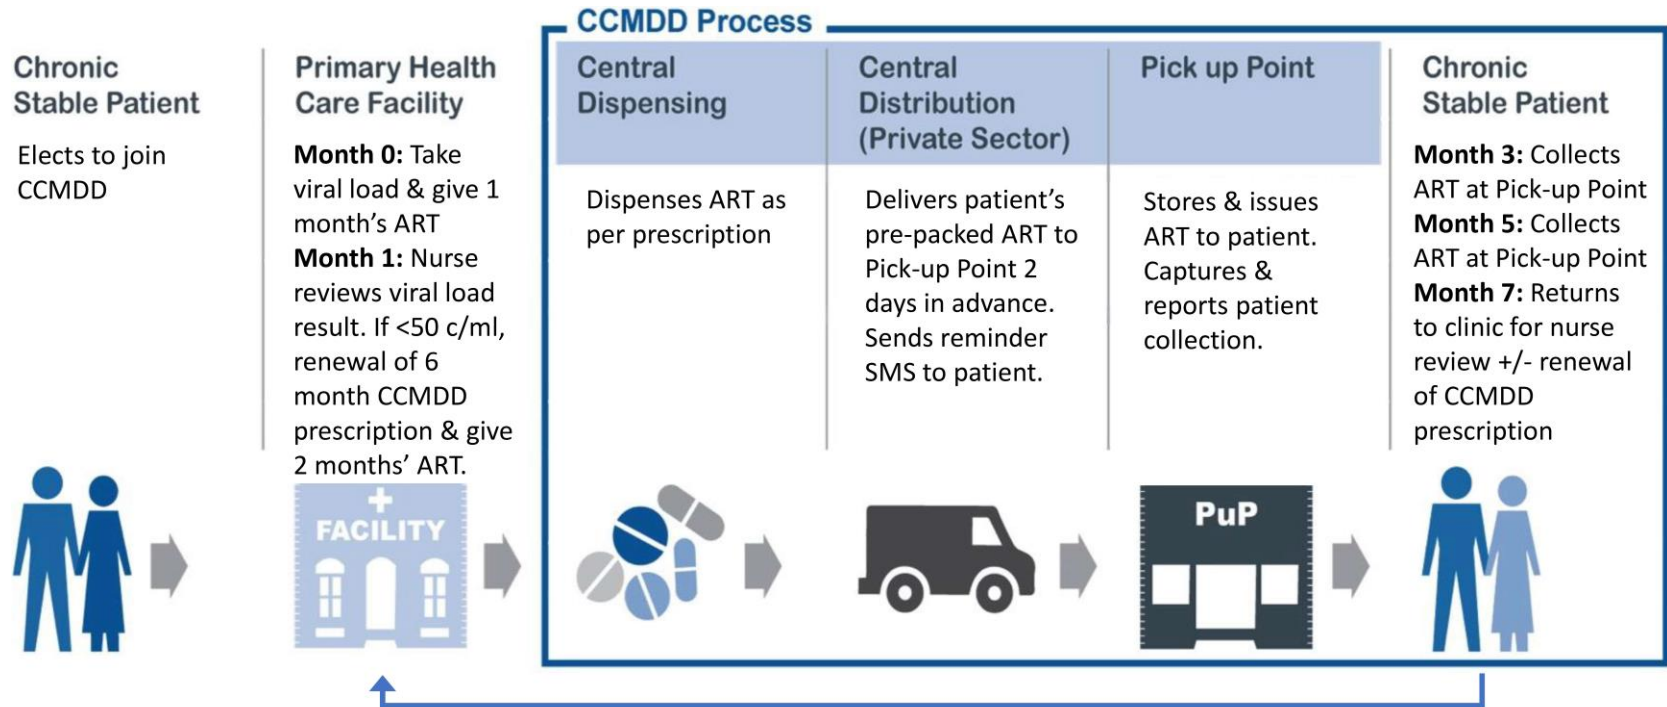 CCMDD Process
Chronic
Stable Patient
Elects to join
CCMDD
Primary Health
Care Facility
Month 0: Take
viral load & give 1
month’s ART
Month 1: Nurse
reviews viral load
result. If <50 c/ml,
renewal of 6
month CCMDD
prescription & give
2 months’ ART.
FACILITY
Central
Dispensing
Dispenses ART as
per prescription
Central
Distribution
(Private Sector)
Delivers patient’s
pre-packed ART to
Pick-up Point 2
days in advance.
Sends reminder
SMS to patient.
Pick up Point
Stores & issues
ART to patient.
Captures &
reports patient
collection.
PuP
Chronic
Stable Patient
Month 3: Collects
ART at Pick-up Point
Month 5: Collects
ART at Pick-up Point
Month 7: Returns
to clinic for nurse
review +/- renewal
of CCMDD
prescription